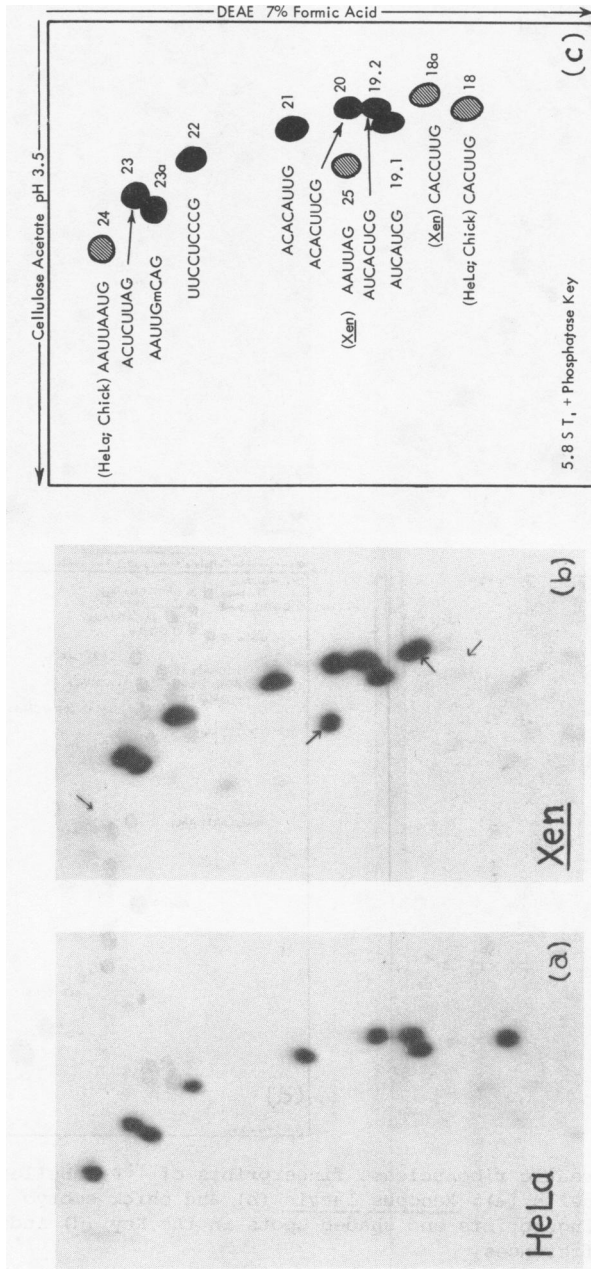 HeLa
(a)
Xen
(b)
Cellulose Acetate pH 3.5
DEAE 7% Formic Acid
(HeLa; Chick) AAUUAAUG 24
ACUCUUAG 23
AAUUGmCAG 23a
UUCCUCCCG 22
ACACAUUG 21
ACACUUCG 20
(Xen) AAUUAG 25
AUCACUCG 19.2
AUCAUCG 19.1
(Xen) CACCUUG 18a
(HeLa; Chick) CACUUG 18
5.8 S T, + Phosphatase Key
(c)